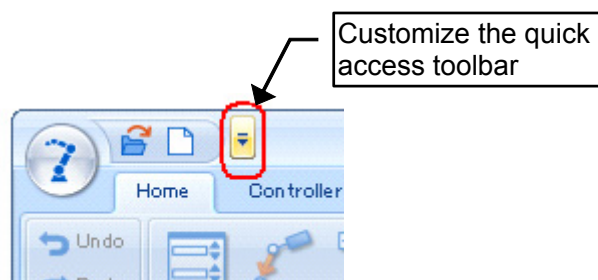 Customize the quick
access toolbar
Home Controller
Undo